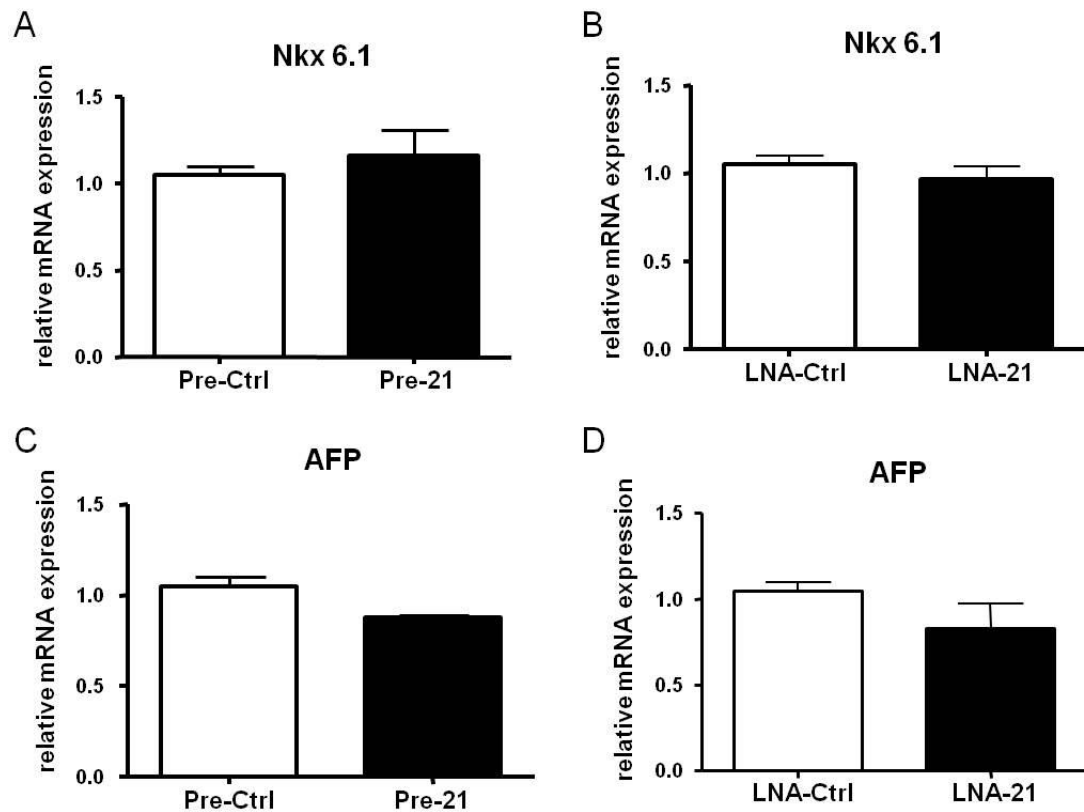 A
Nkx 6.1
relative mRNA expression
1.5
1.0
0.5
0.0
Pre-Ctrl
Pre-21
B
Nkx 6.1
relative mRNA expression
1.5
1.0
0.5
0.0
LNA-Ctrl
LNA-21
C
AFP
relative mRNA expression
1.5
1.0
0.5
0.0
Pre-Ctrl
Pre-21
D
AFP
relative mRNA expression
1.5
1.0
0.5
0.0
LNA-Ctrl
LNA-21